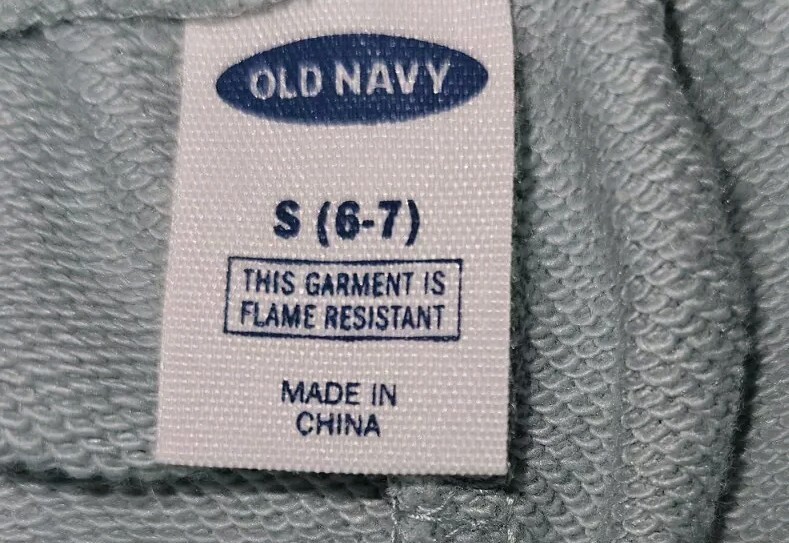 OLD NAVY
S (6-7)
THIS GARMENT IS
FLAME RESISTANT
MADE IN
CHINA